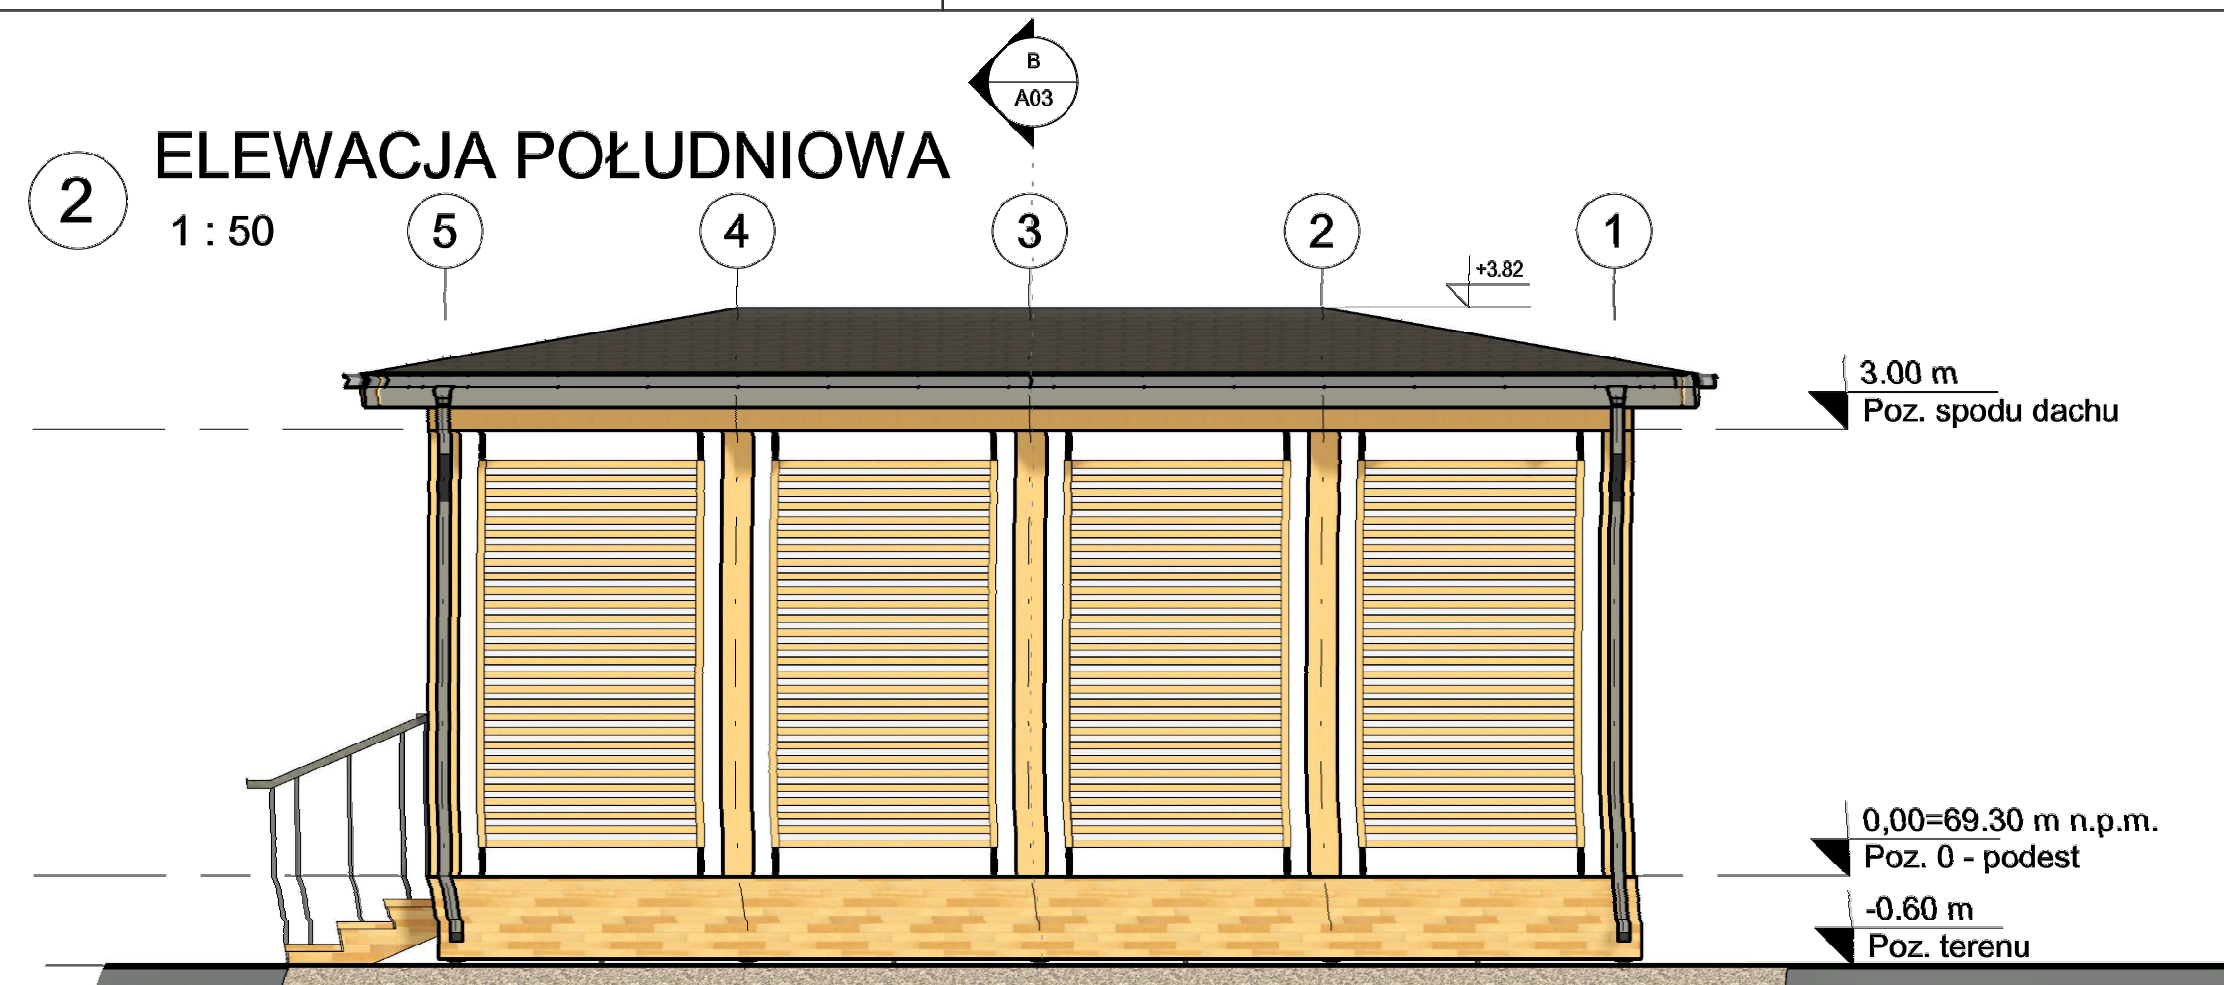 B
A03
ELEWACJA POŁUDNIOWA
2
1 : 50
5
4
3
2
1
+3.82
3.00 m
Poz. spodu dachu
0,00=69.30 m n.p.m.
Poz. 0 - podest
-0.60 m
Poz. terenu